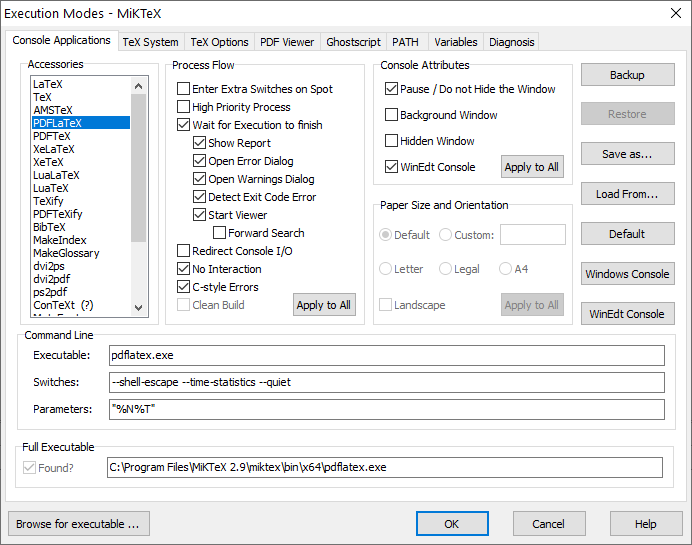 Execution Modes - MiKTeX
Console Applications TeX System TeX Options PDF Viewer Ghostscript PATH Variables Diagnosis
Accessories
LaTeX
TeX
AMSTeX
PDFLaTeX
PDFTeX
XeLaTeX
XeTeX
LuaLaTeX
LuaTeX
TeXify
PDFTeXify
BibTeX
MakeIndex
MakeGlossary
dvi2ps
dvi2pdf
ps2pdf
ConTeXt (?)
Process Flow
Enter Extra Switches on Spot
High Priority Process
Wait for Execution to finish
Show Report
Open Error Dialog
Open Warnings Dialog
Detect Exit Code Error
Start Viewer
Forward Search
Redirect Console I/O
No Interaction
C-style Errors
Clean Build Apply to All
Console Attributes
Pause / Do not Hide the Window
Background Window
Hidden Window
WinEdt Console Apply to All
Paper Size and Orientation
Default Custom:
Letter Legal A4
Landscape Apply to All
Backup
Restore
Save as...
Load From...
Default
Windows Console
WinEdt Console
Command Line
Executable: pdflatex.exe
Switches: --shell-escape --time-statistics --quiet
Parameters: "%N%T"
Full Executable
Found? C:\Program Files\MiKTeX 2.9\miktex\bin\x64\pdflatex.exe
Browse for executable ... OK Cancel Help